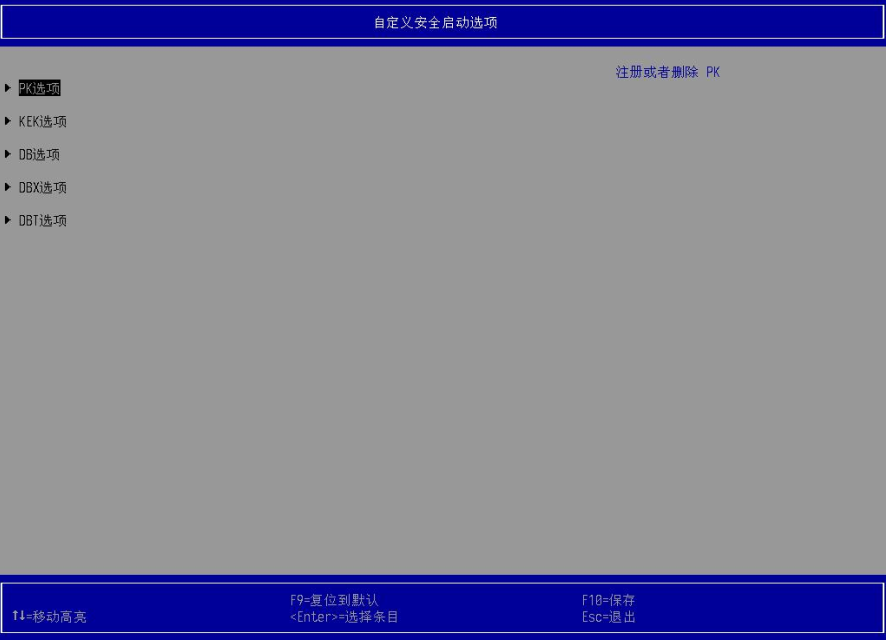 自定义安全启动选项
注册或者删除 PK
PK选项
KEK选项
DB选项
DBX选项
DBT选项
F9=复位到默认 F10=保存
↑↓=移动高亮 <Enter>=选择条目 Esc=退出